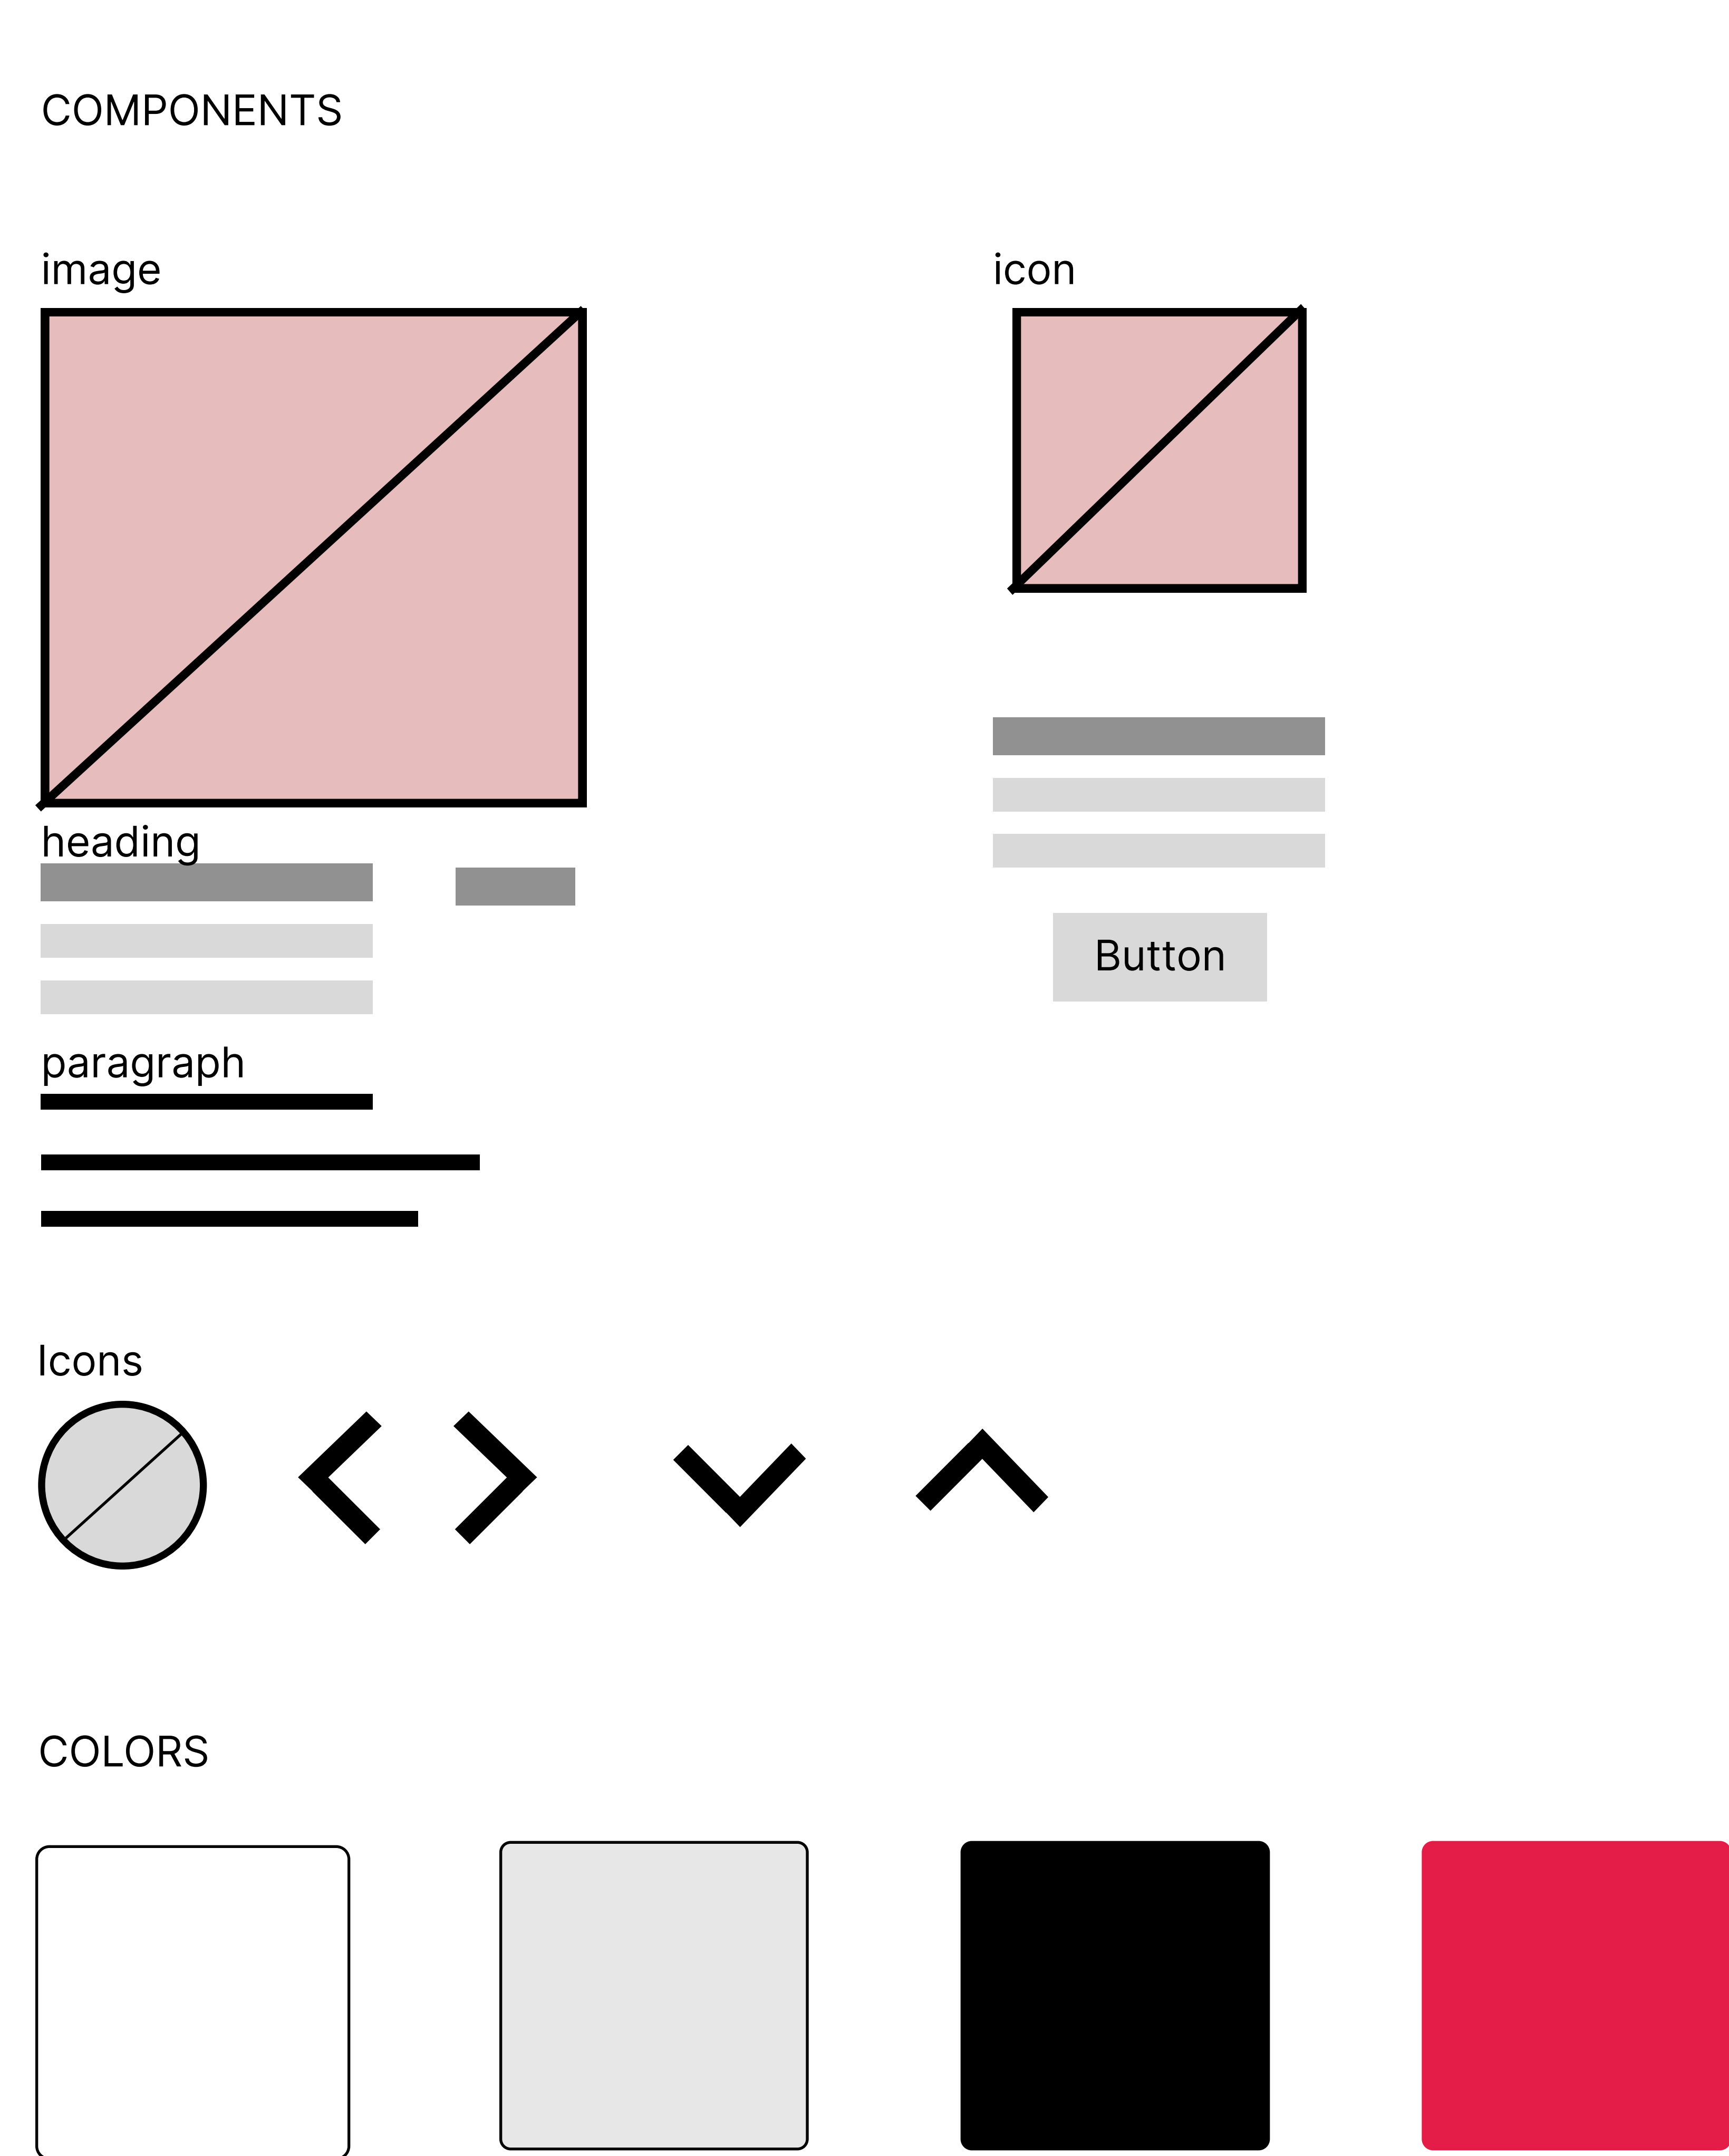 COMPONENTS
image
icon
heading
Button
paragraph
Icons
COLORS